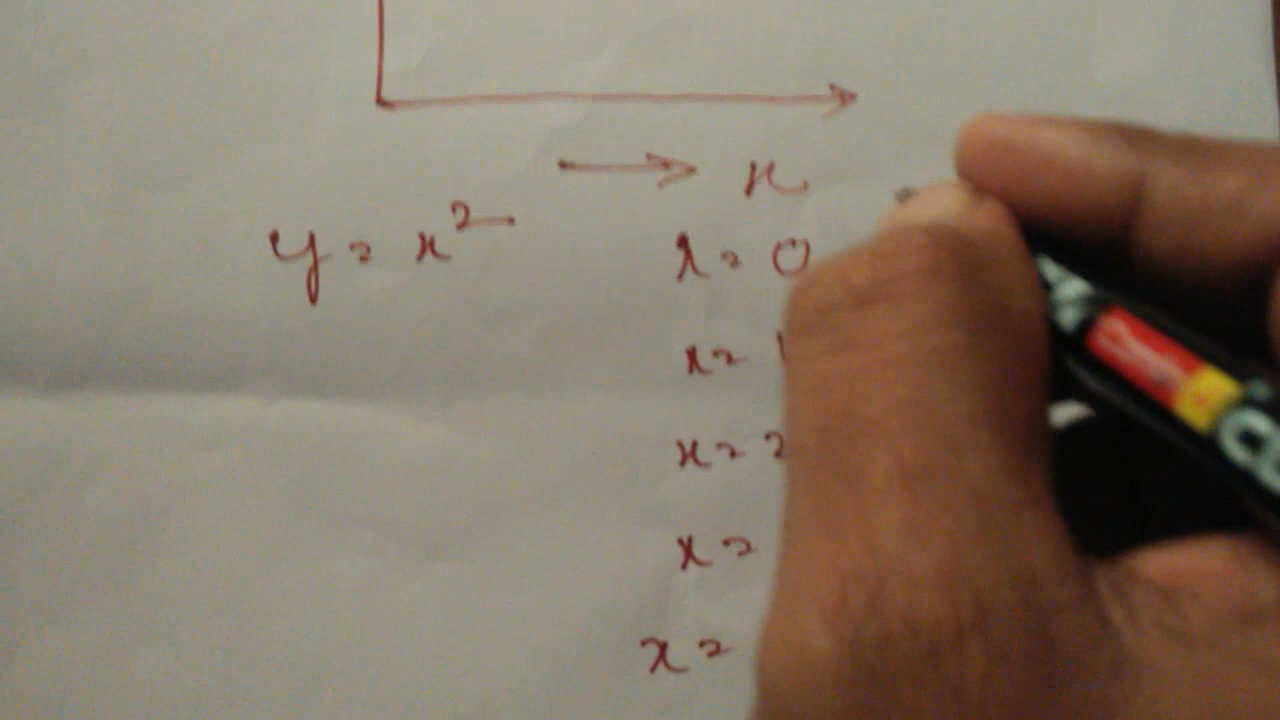 x
y = x² x = 0
x = 1
x = 2
x =
x =